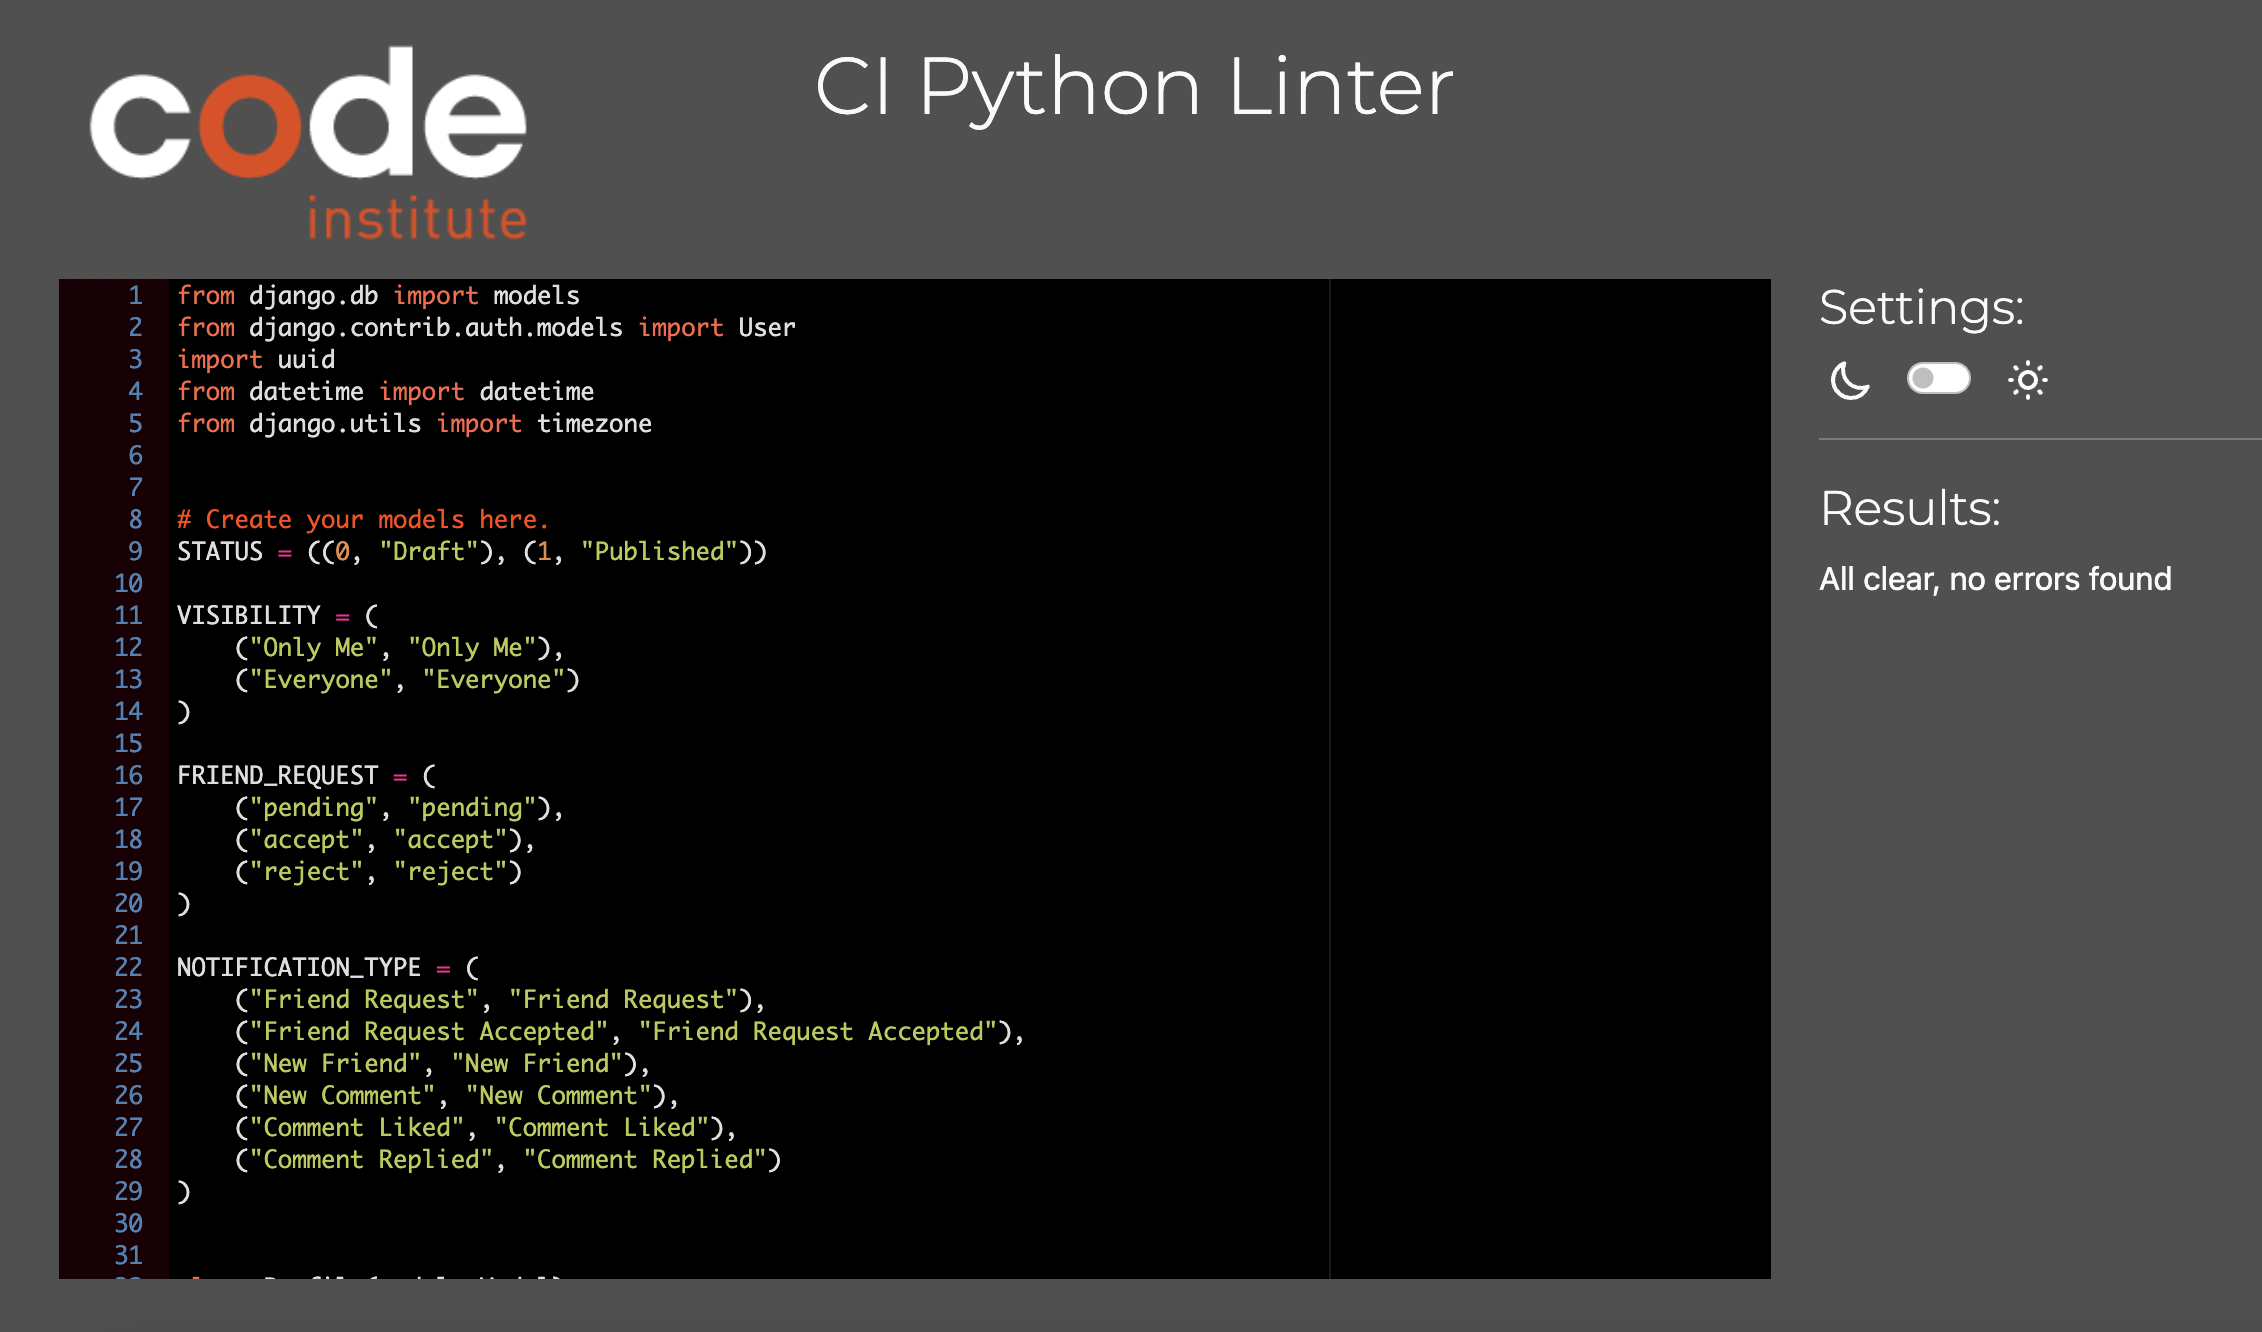 code
institute
CI Python Linter
1 from django.db import models
2 from django.contrib.auth.models import User
3 import uuid
4 from datetime import datetime
5 from django.utils import timezone
6
7
8 # Create your models here.
9 STATUS = ((0, "Draft"), (1, "Published"))
10
11 VISIBILITY = (
12     ("Only Me", "Only Me"),
13     ("Everyone", "Everyone")
14 )
15
16 FRIEND_REQUEST = (
17     ("pending", "pending"),
18     ("accept", "accept"),
19     ("reject", "reject")
20 )
21
22 NOTIFICATION_TYPE = (
23     ("Friend Request", "Friend Request"),
24     ("Friend Request Accepted", "Friend Request Accepted"),
25     ("New Friend", "New Friend"),
26     ("New Comment", "New Comment"),
27     ("Comment Liked", "Comment Liked"),
28     ("Comment Replied", "Comment Replied")
29 )
30
31
Settings:
Results:
All clear, no errors found